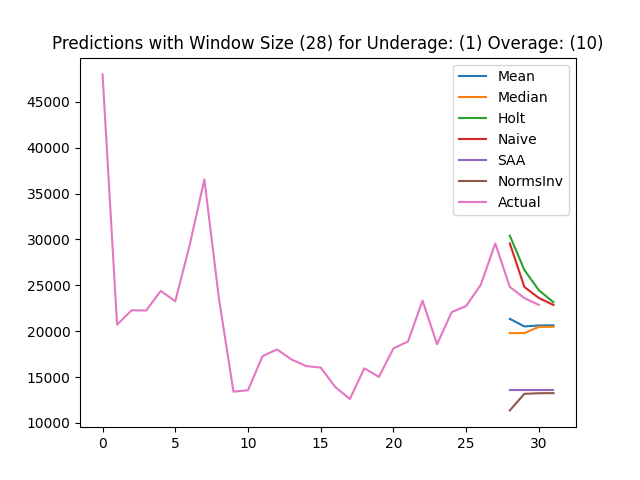 Predictions with Window Size (28) for Underage: (1) Overage: (10)
Mean
Median
Holt
Naive
SAA
NormsInv
Actual
45000
40000
35000
30000
25000
20000
15000
10000
0 5 10 15 20 25 30